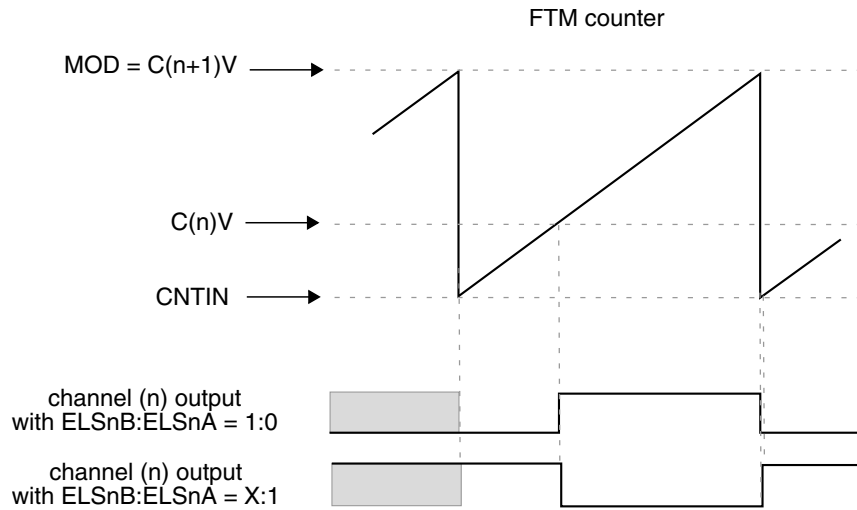 FTM counter
MOD = C(n+1)V
C(n)V
CNTIN
channel (n) output
with ELSnB:ELSnA = 1:0
channel (n) output
with ELSnB:ELSnA = X:1